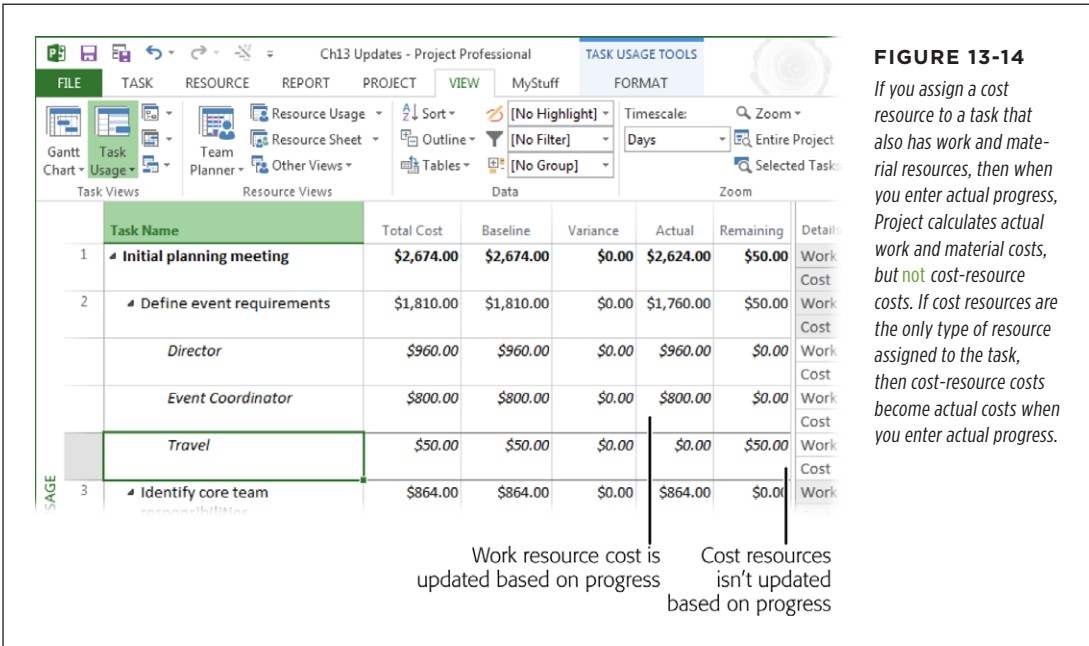 Ch13 Updates - Project Professional
TASK USAGE TOOLS
FILE TASK RESOURCE REPORT PROJECT VIEW MyStuff FORMAT
Gantt Chart
Task Usage
Task Views
Team Planner
Resource Usage
Resource Sheet
Other Views
Resource Views
Sort
Outline
Tables
[No Highlight]
[No Filter]
[No Group]
Data
Timescale:
Days
Zoom
Entire Project
Selected Tasks
Zoom
Task Name Total Cost Baseline Variance Actual Remaining Details
1 Initial planning meeting $2,674.00 $2,674.00 $0.00 $2,624.00 $50.00 Work
Cost
2 Define event requirements $1,810.00 $1,810.00 $0.00 $1,760.00 $50.00 Work
Cost
Director $960.00 $960.00 $0.00 $960.00 $0.00 Work
Cost
Event Coordinator $800.00 $800.00 $0.00 $800.00 $0.00 Work
Cost
Travel $50.00 $50.00 $0.00 $0.00 $50.00 Work
Cost
3 Identify core team $864.00 $864.00 $0.00 $864.00 $0.00 Work
responsibilities
Work resource cost is
updated based on progress
Cost resources
isn't updated
based on progress
FIGURE 13-14
If you assign a cost
resource to a task that
also has work and mate-
rial resources, then when
you enter actual progress,
Project calculates actual
work and material costs,
but not cost-resource
costs. If cost resources are
the only type of resource
assigned to the task,
then cost-resource costs
become actual costs when
you enter actual progress.